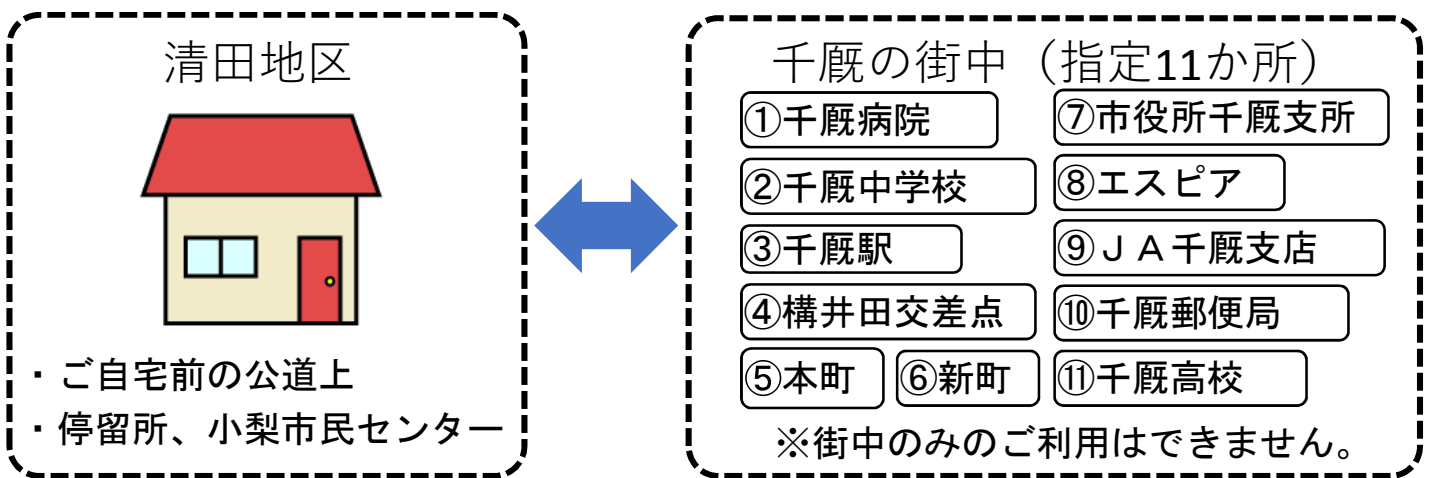 清田地区
・ご自宅前の公道上
・停留所、小梨市民センター
千厩の街中（指定11か所）
①千厩病院
②千厩中学校
③千厩駅
④構井田交差点
⑤本町
⑥新町
⑦市役所千厩支所
⑧エスピア
⑨ＪＡ千厩支店
⑩千厩郵便局
⑪千厩高校
※街中のみのご利用はできません。